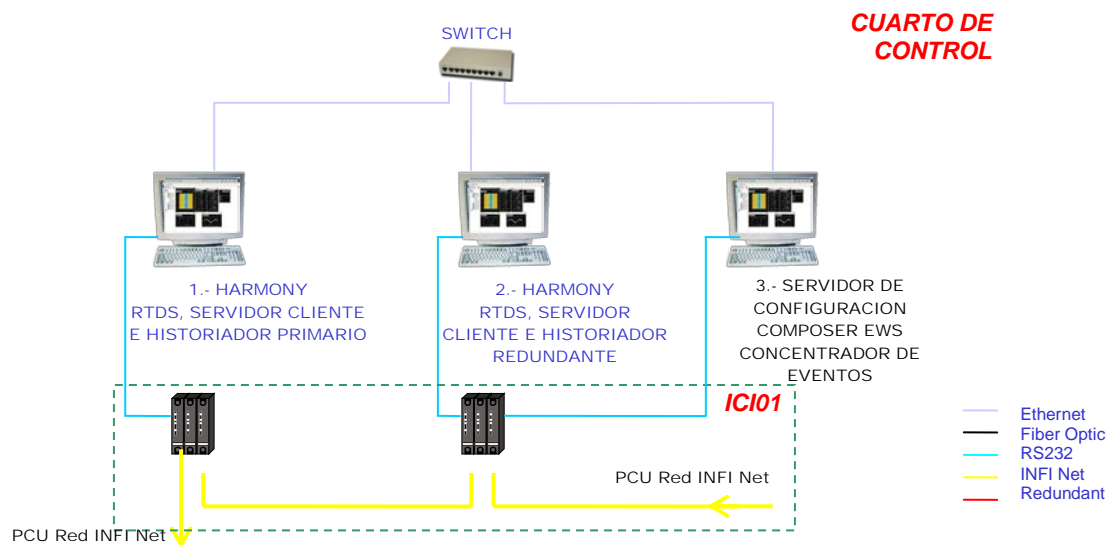 CUARTO DE
CONTROL
SWITCH
1.- HARMONY
RTDS, SERVIDOR CLIENTE
E HISTORIADOR PRIMARIO
2.- HARMONY
RTDS, SERVIDOR
CLIENTE E HISTORIADOR
REDUNDANTE
3.- SERVIDOR DE
CONFIGURACION
COMPOSER EWS
CONCENTRADOR DE
EVENTOS
ICI01
Ethernet
Fiber Optic
RS232
INFI Net
Redundant
PCU Red INFI Net
PCU Red INFI Net